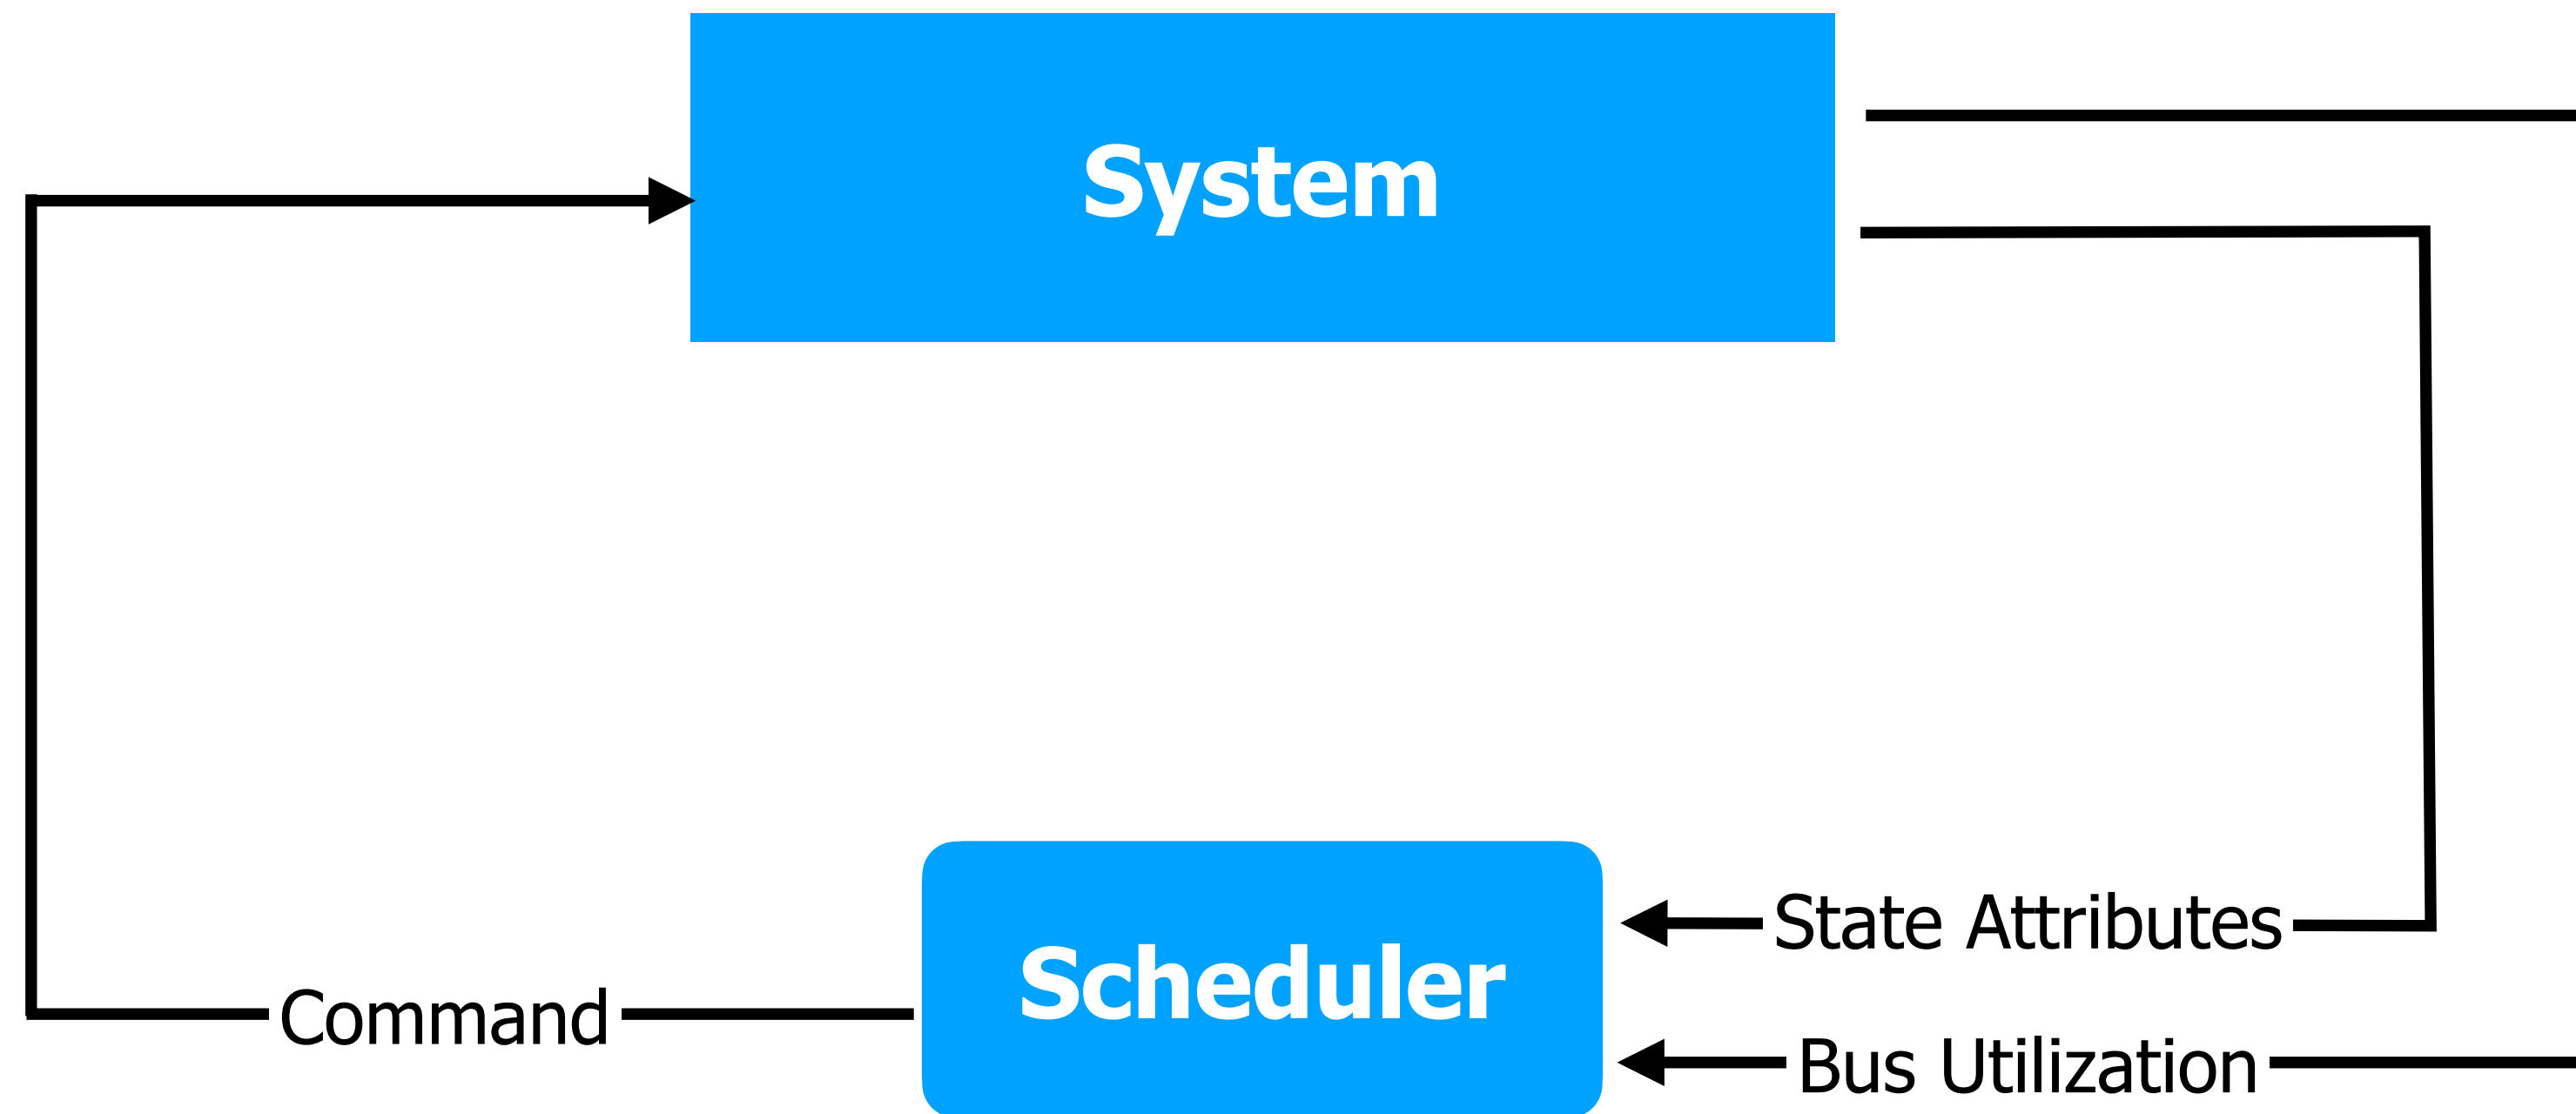 System
State Attributes
Scheduler
Command
Bus Utilization